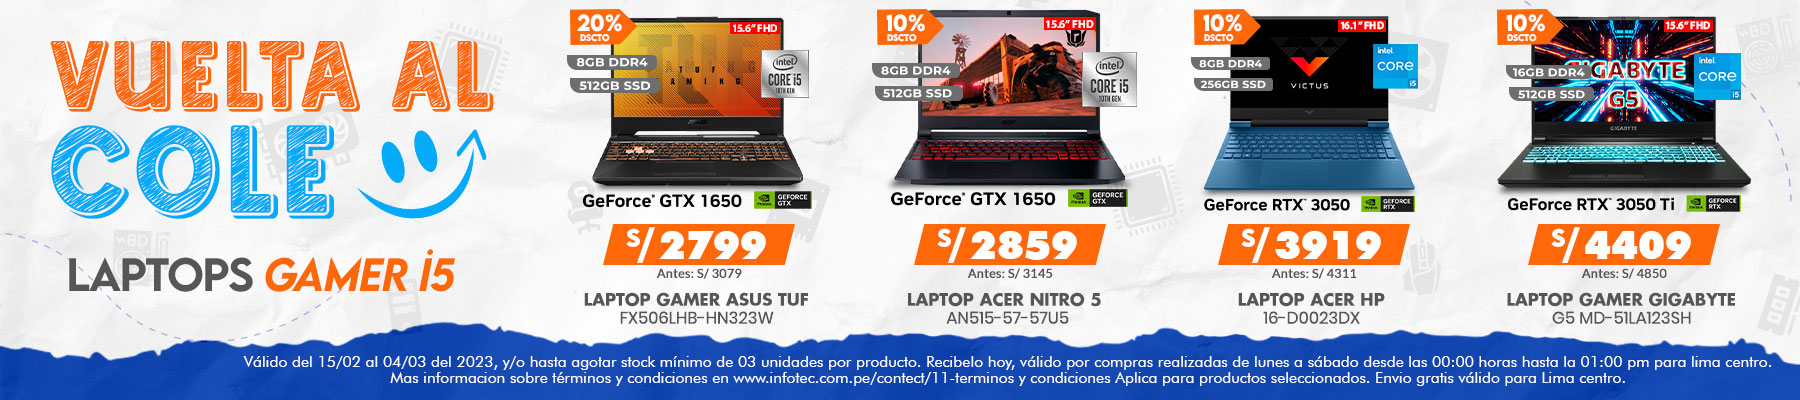 VUELTA AL
COLE
LAPTOPS GAMER i5
20%
DSCTO
15.6" FHD
8GB DDR4
512GB SSD
TUF
GAMING
intel
CORE i5
10TH GEN
GeForce® GTX 1650
NVIDIA
GEFORCE
GTX
S/ 2799
Antes: S/ 3079
LAPTOP GAMER ASUS TUF
FX506LHB-HN323W
10%
DSCTO
15.6" FHD
8GB DDR4
512GB SSD
intel
CORE i5
10TH GEN
acer
GeForce® GTX 1650
NVIDIA
GEFORCE
GTX
S/ 2859
Antes: S/ 3145
LAPTOP ACER NITRO 5
AN515-57-57U5
10%
DSCTO
16.1" FHD
8GB DDR4
256GB SSD
VICTUS
intel
CORE
i5
GeForce RTX™ 3050
NVIDIA
GEFORCE
RTX
S/ 3919
Antes: S/ 4311
LAPTOP ACER HP
16-D0023DX
10%
DSCTO
15.6" FHD
16GB DDR4
512GB SSD
GIGABYTE
G5
intel
CORE
i5
GIGABYTE
GeForce RTX™ 3050 Ti
NVIDIA
GEFORCE
RTX
S/ 4409
Antes: S/ 4850
LAPTOP GAMER GIGABYTE
G5 MD-51LA123SH
Válido del 15/02 al 04/03 del 2023, y/o hasta agotar stock mínimo de 03 unidades por producto. Recibelo hoy, válido por compras realizadas de lunes a sábado desde las 00:00 horas hasta la 01:00 pm para lima centro.
Mas informacion sobre términos y condiciones en www.infotec.com.pe/contect/11-terminos y condiciones Aplica para productos seleccionados. Envio gratis válido para Lima centro.